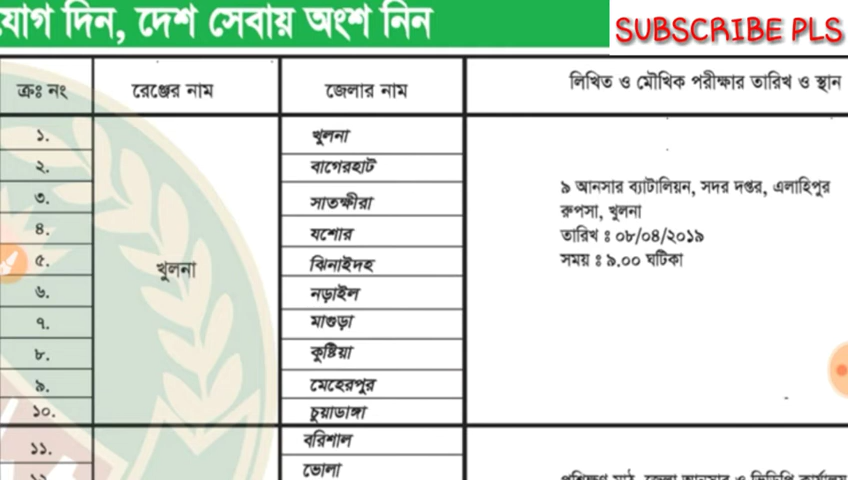 যোগ দিন, দেশ সেবায় অংশ নিন
SUBSCRIBE PLS
ক্রঃ নং রেঞ্জের নাম জেলার নাম লিখিত ও মৌখিক পরীক্ষার তারিখ ও স্থান
১. খুলনা
২. বাগেরহাট
৩. সাতক্ষীরা
৪. যশোর
৫. ঝিনাইদহ
৬. নড়াইল
৭. মাগুড়া
৮. কুষ্টিয়া
৯. মেহেরপুর
১০. চুয়াডাঙ্গা
খুলনা
৯ আনসার ব্যাটালিয়ন, সদর দপ্তর, এলাহিপুর
রুপসা, খুলনা
তারিখ ঃ ০৮/০৪/২০১৯
সময় ঃ ৯.০০ ঘটিকা
১১. বরিশাল
১২. ভোলা